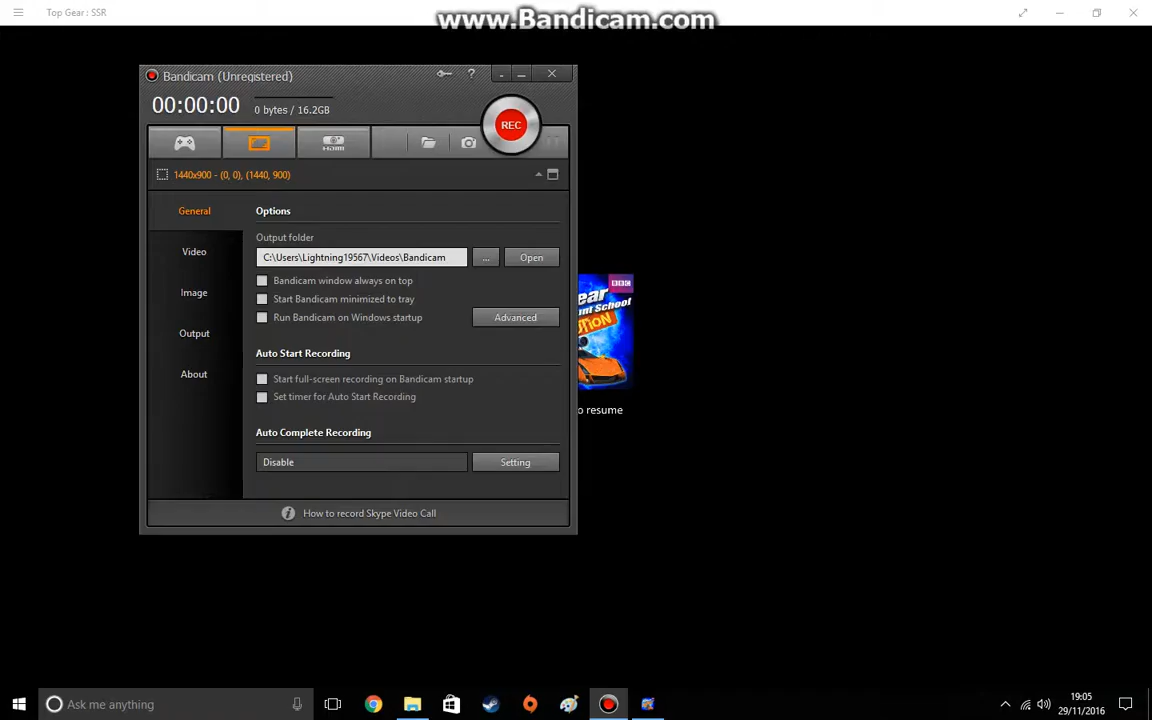 Top Gear : SSR
www.Bandicam.com
Bandicam (Unregistered)
?
00:00:00
0 bytes / 16.2GB
REC
HDMI
1440x900 - (0, 0), (1440, 900)
General
Video
Image
Output
About
Options
Output folder
C:\Users\Lightning19567\Videos\Bandicam
...
Open
Bandicam window always on top
Start Bandicam minimized to tray
Run Bandicam on Windows startup
Advanced
Auto Start Recording
Start full-screen recording on Bandicam startup
Set timer for Auto Start Recording
Auto Complete Recording
Disable
Setting
How to record Skype Video Call
BBC
o resume
Ask me anything
19:05
29/11/2016